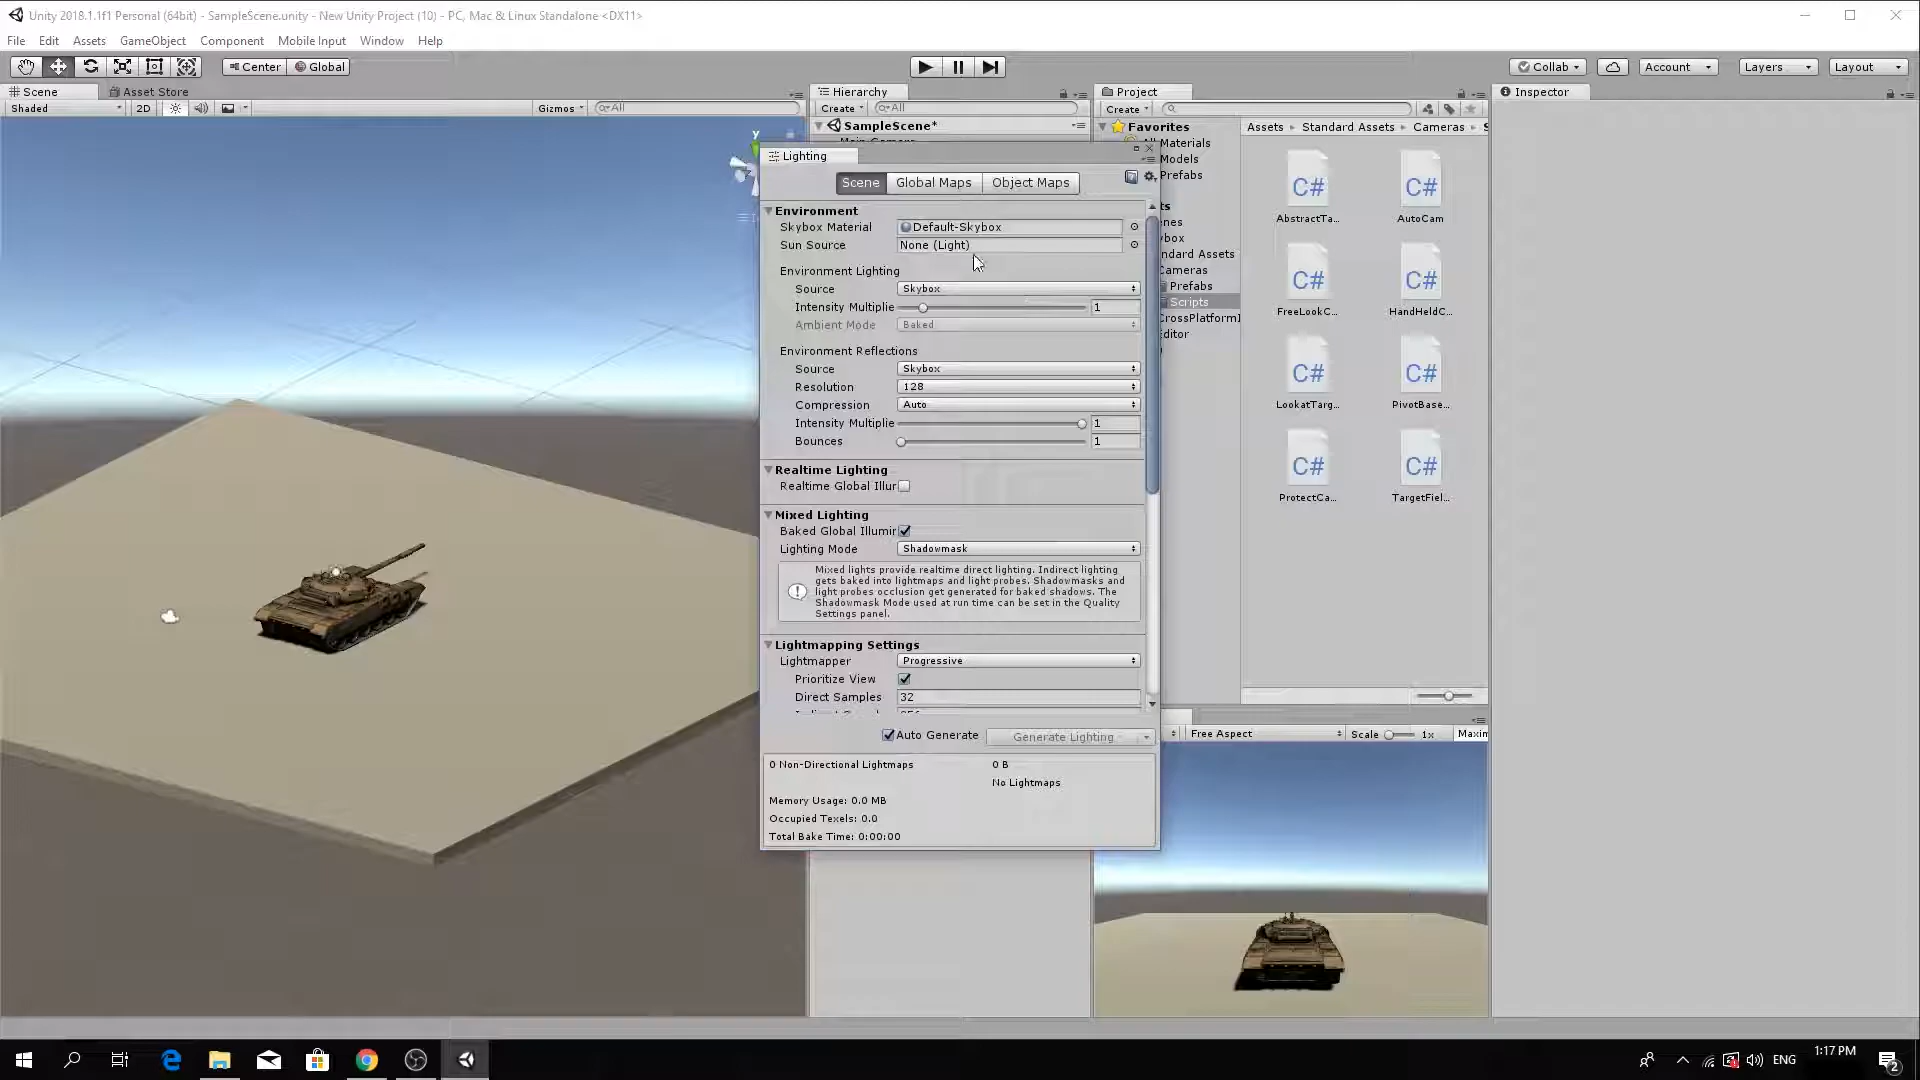 Unity 2018.1.1f1 Personal (64bit) - SampleScene.unity - New Unity Project (10) - PC, Mac & Linux Standalone <DX11>
File Edit Assets GameObject Component Mobile Input Window Help
Center Global Collab Account Layers Layout
Scene Asset Store Hierarchy Project Inspector
Shaded 2D Gizmos All Create All Create
SampleScene* Favorites Assets Standard Assets Cameras
Materials
Models
Prefabs
y
Lighting
Scene Global Maps Object Maps
Environment
Skybox Material Default-Skybox
Sun Source None (Light)
Environment Lighting
Source Skybox
Intensity Multiplie 1
Ambient Mode Baked
Environment Reflections
Source Skybox
Resolution 128
Compression Auto
Intensity Multiplie 1
Bounces 1
Realtime Lighting
Realtime Global Illur
Mixed Lighting
Baked Global Illumir
Lighting Mode Shadowmask
Mixed lights provide realtime direct lighting. Indirect lighting
gets baked into lightmaps and light probes. Shadowmasks and
light probes occlusion get generated for baked shadows. The
Shadowmask Mode used at run time can be set in the Quality
Settings panel.
Lightmapping Settings
Lightmapper Progressive
Prioritize View
Direct Samples 32
Auto Generate Generate Lighting
0 Non-Directional Lightmaps 0 B
No Lightmaps
Memory Usage: 0.0 MB
Occupied Texels: 0.0
Total Bake Time: 0:00:00
ts
nes
box
ndard Assets
Cameras
Prefabs
Scripts
CrossPlatformI
Editor
C# C#
AbstractTa... AutoCam
C# C#
FreeLookC... HandHeldC...
C# C#
LookatTarg... PivotBase...
C# C#
ProtectCa... TargetFiel...
Free Aspect Scale 1x Maxin
ENG 1:17 PM 2